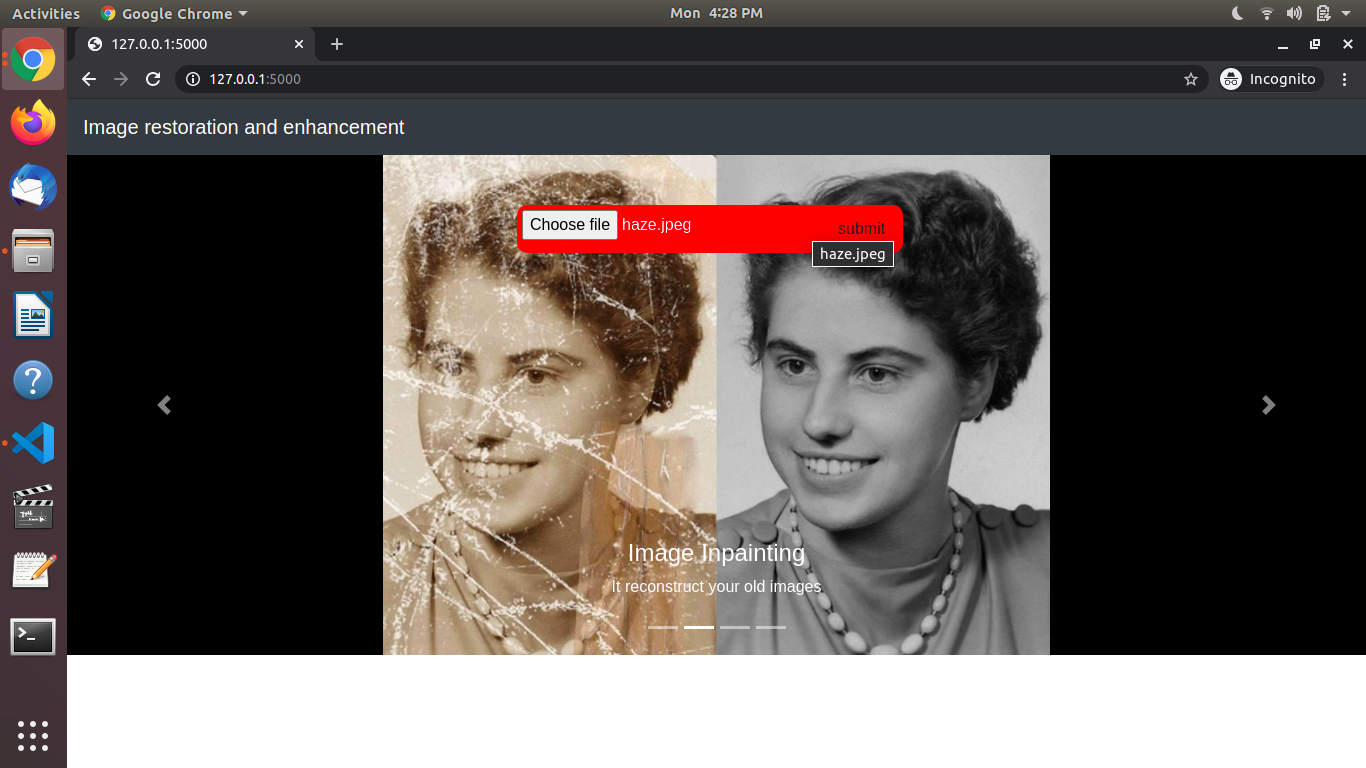 Activities Google Chrome Mon 4:28 PM
127.0.0.1:5000
127.0.0.1:5000 Incognito
Image restoration and enhancement
Choose file haze.jpeg submit
haze.jpeg
Image Inpainting
It reconstruct your old images